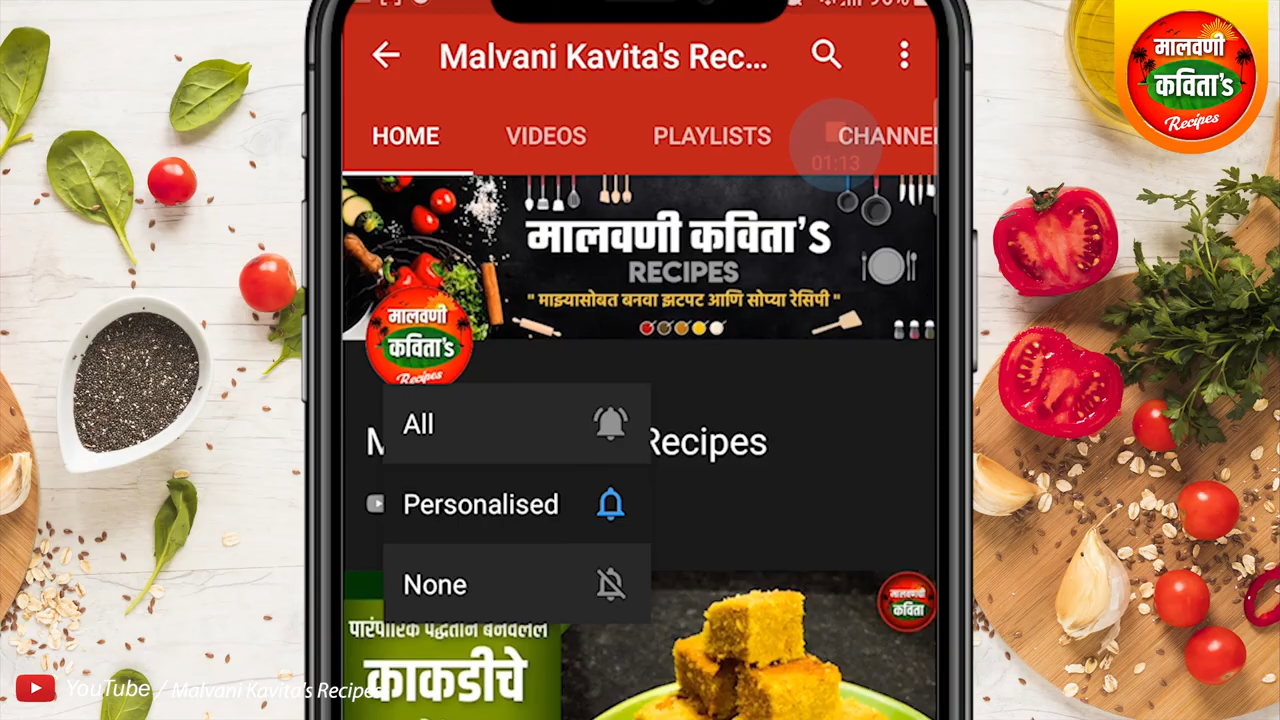 Malvani Kavita's Rec...
HOME VIDEOS PLAYLISTS CHANNE
01:13
मालवणी कविता'S
RECIPES
" माझ्यासोबत बनवा झटपट आणि सोप्या रेसिपी "
मालवणी
कविता'S
Recipes
All
Recipes
Personalised
None
मालवणी
कविता
पारंपारिक पद्धतीने बनवलेले
काकडीचे
YouTube / Malvani Kavita's Recipes
मालवणी
कविता'S
Recipes